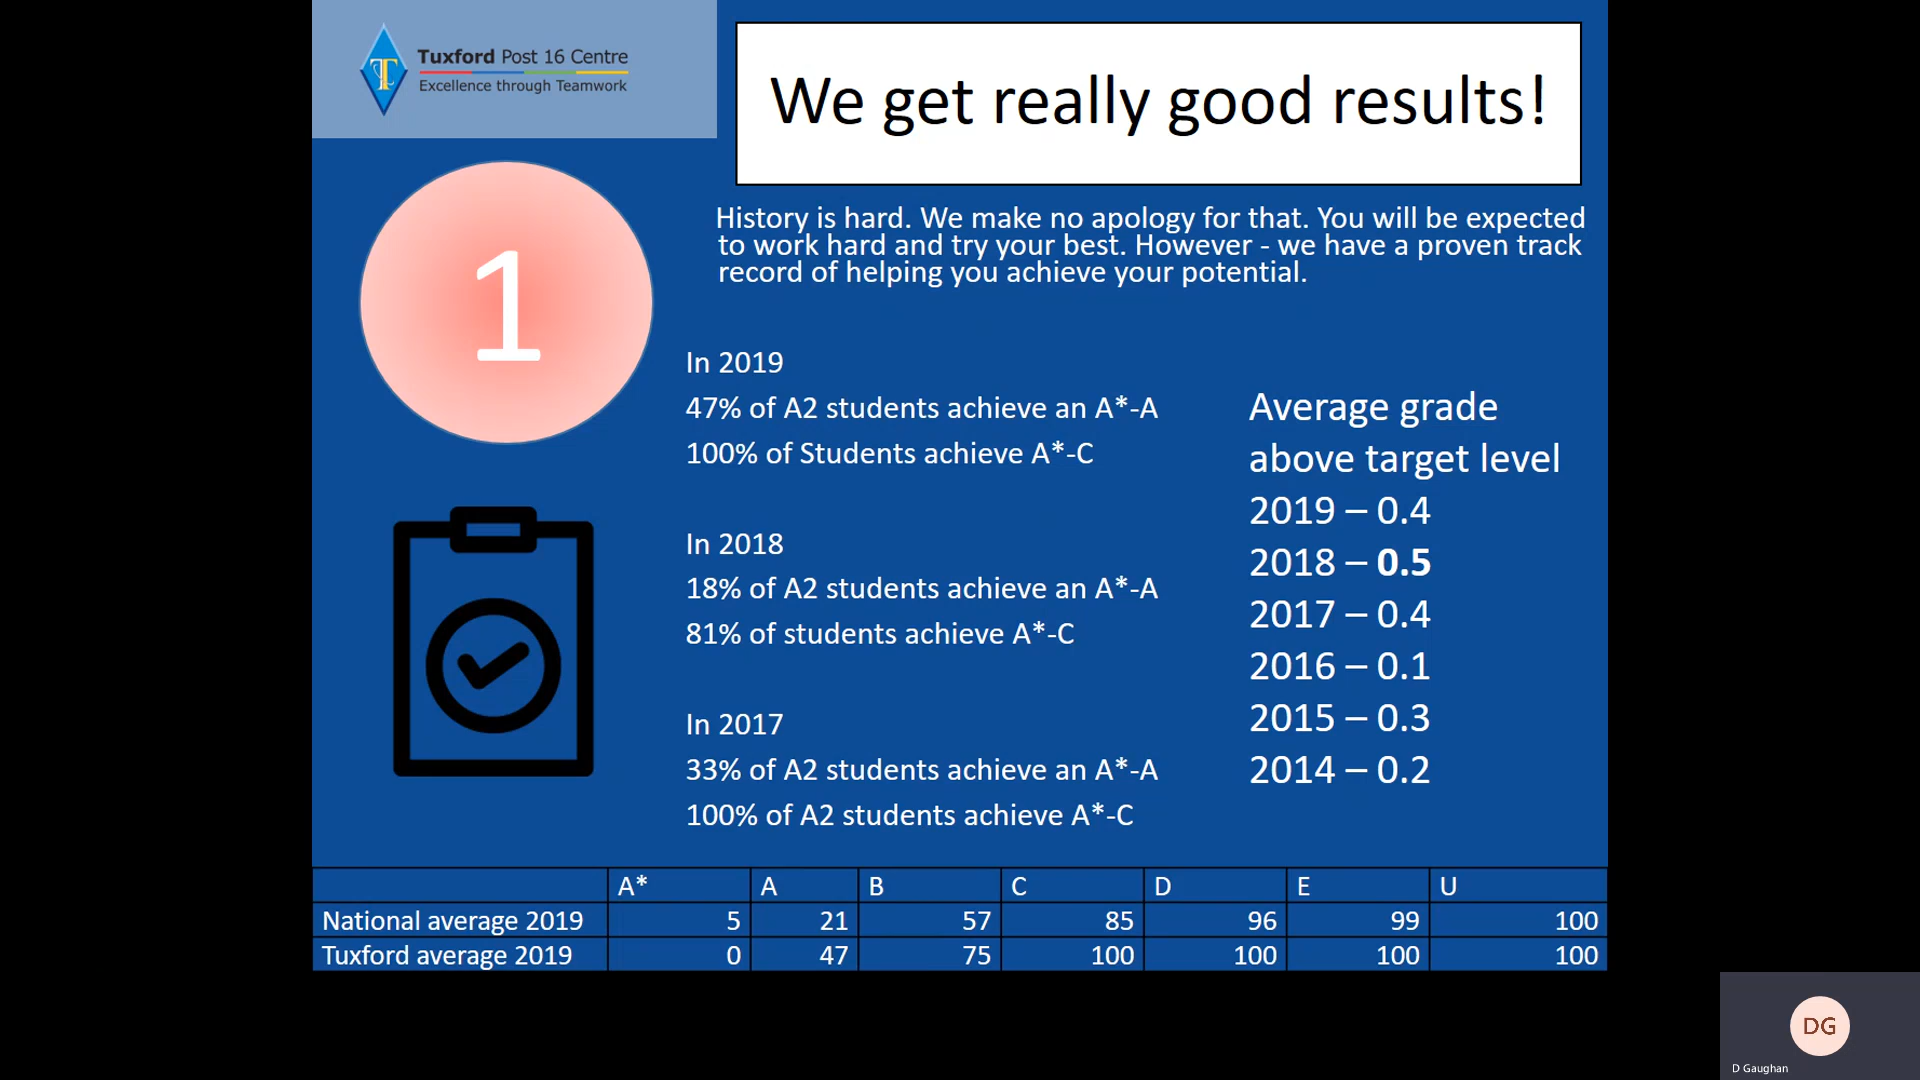 Tuxford Post 16 Centre
Excellence through Teamwork
We get really good results!
1
History is hard. We make no apology for that. You will be expected
to work hard and try your best. However - we have a proven track
record of helping you achieve your potential.
In 2019
47% of A2 students achieve an A*-A
100% of Students achieve A*-C
In 2018
18% of A2 students achieve an A*-A
81% of students achieve A*-C
In 2017
33% of A2 students achieve an A*-A
100% of A2 students achieve A*-C
Average grade
above target level
2019 – 0.4
2018 – 0.5
2017 – 0.4
2016 – 0.1
2015 – 0.3
2014 – 0.2
A* A B C D E U
National average 2019 5 21 57 85 96 99 100
Tuxford average 2019 0 47 75 100 100 100 100
DG
D Gaughan